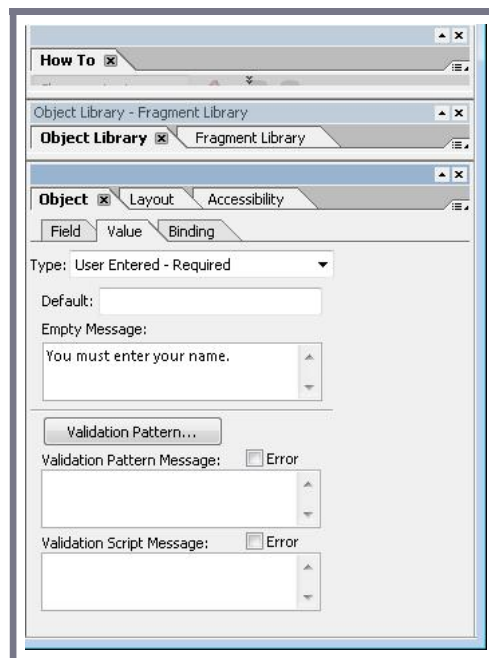 How To
Object Library - Fragment Library
Object Library Fragment Library
Object Layout Accessibility
Field Value Binding
Type: User Entered - Required
Default:
Empty Message:
You must enter your name.
Validation Pattern...
Validation Pattern Message: Error
Validation Script Message: Error